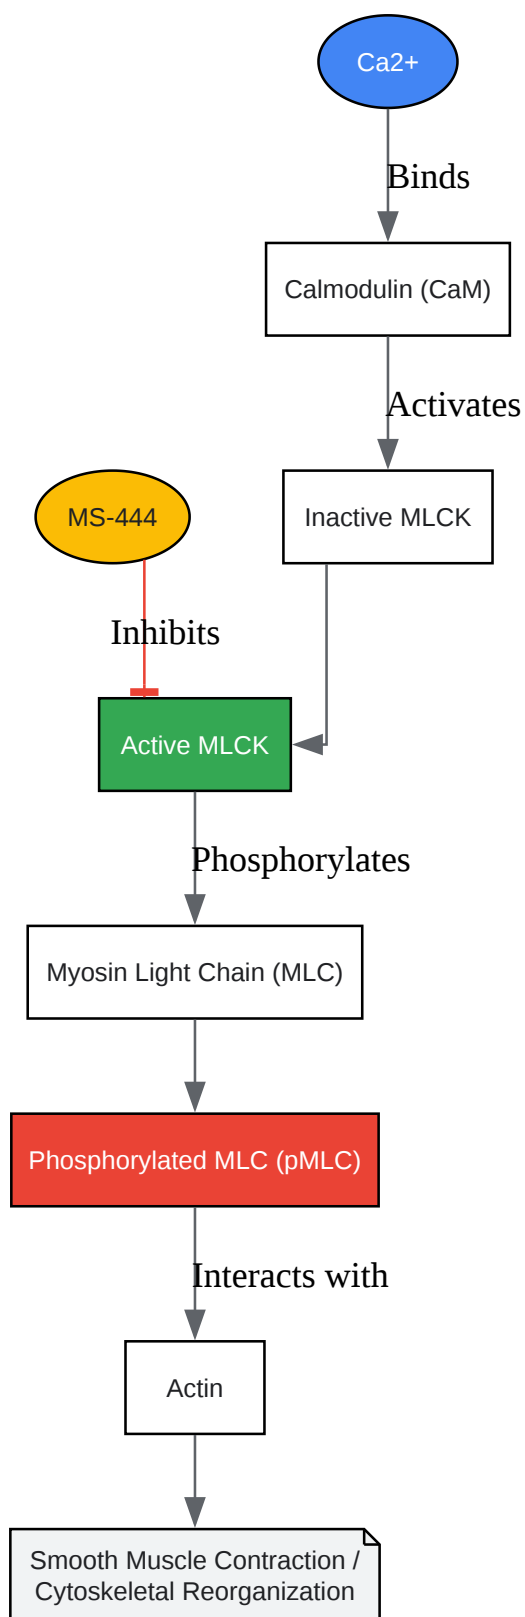 Ca2+
Binds
Calmodulin (CaM)
Activates
MS-444
Inactive MLCK
Inhibits
Active MLCK
Phosphorylates
Myosin Light Chain (MLC)
Phosphorylated MLC (pMLC)
Interacts with
Actin
Smooth Muscle Contraction /
Cytoskeletal Reorganization